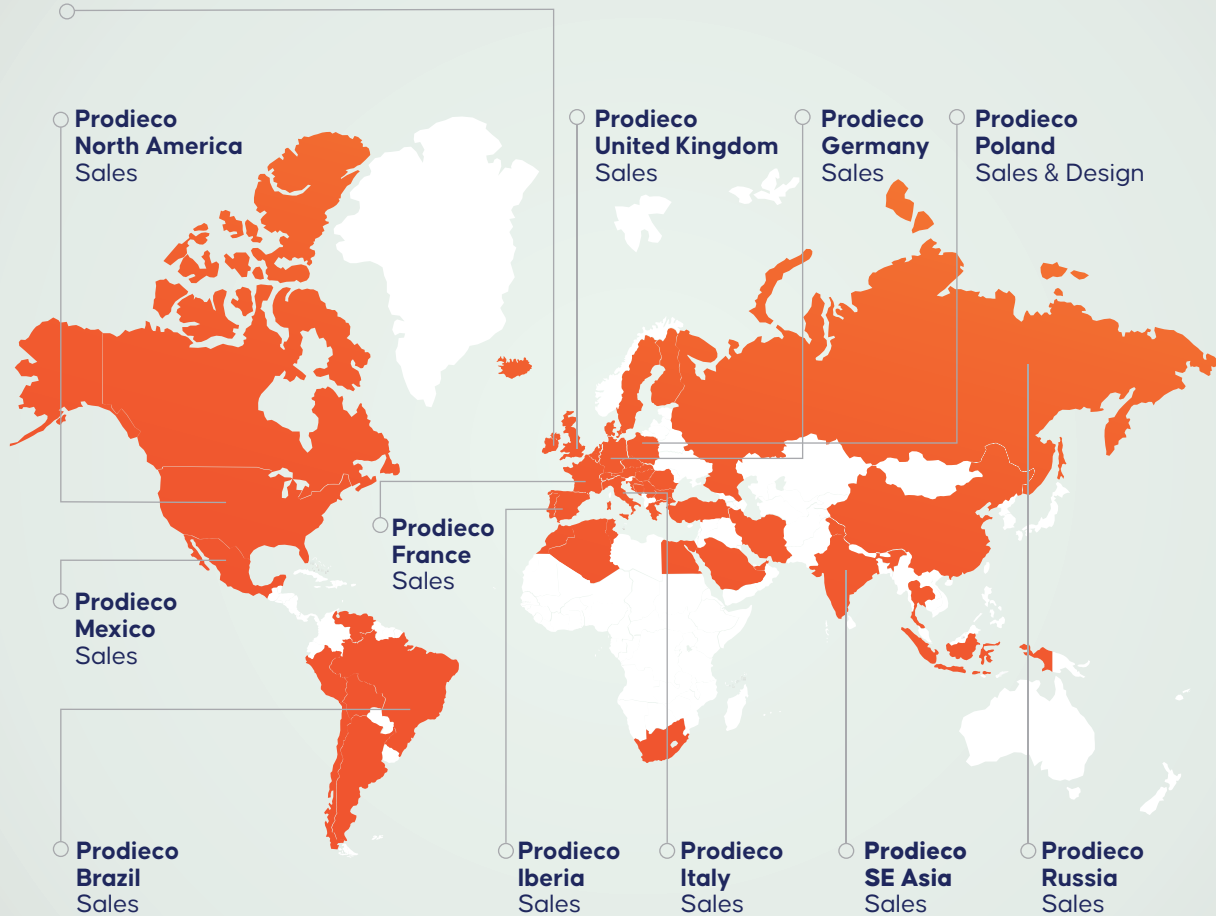 Prodieco
North America
Sales
Prodieco
United Kingdom
Sales
Prodieco
Germany
Sales
Prodieco
Poland
Sales & Design
Prodieco
France
Sales
Prodieco
Mexico
Sales
Prodieco
Brazil
Sales
Prodieco
Iberia
Sales
Prodieco
Italy
Sales
Prodieco
SE Asia
Sales
Prodieco
Russia
Sales